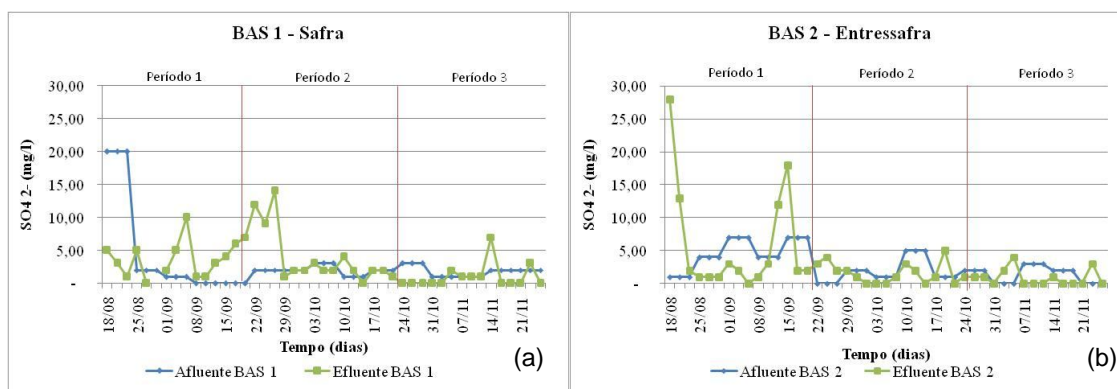 BAS 1 - Safra
Período 1 Período 2 Período 3
SO4 2- (mg/l)
30,00
25,00
20,00
15,00
10,00
5,00
-
18/08 25/08 01/09 08/09 15/09 22/09 29/09 03/10 10/10 17/10 24/10 31/10 07/11 14/11 21/11
Tempo (dias)
Afluente BAS 1 Efluente BAS 1
(a)
BAS 2 - Entressafra
Período 1 Período 2 Período 3
SO4 2- (mg/l)
30,00
25,00
20,00
15,00
10,00
5,00
-
18/08 25/08 01/09 08/09 15/09 22/09 29/09 03/10 10/10 17/10 24/10 31/10 07/11 14/11 21/11
Tempo (dias)
Afluente BAS 2 Efluente BAS 2
(b)